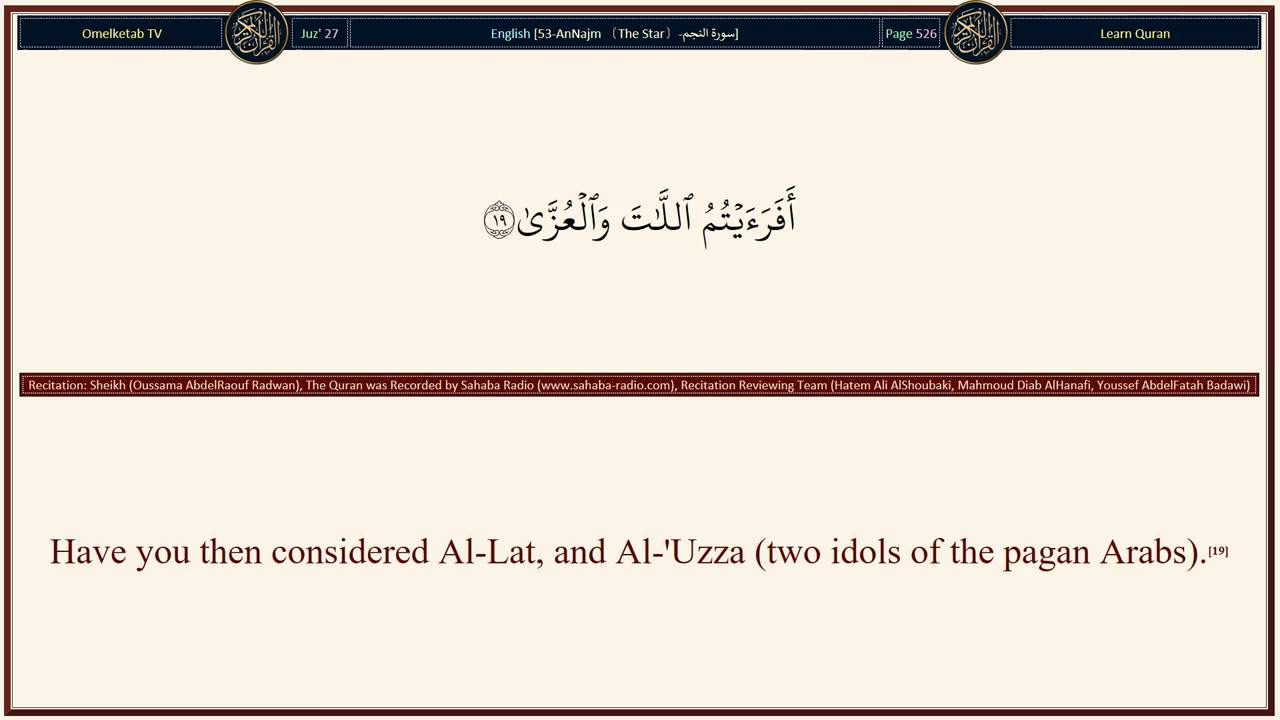 Omelketab TV
Juz' 27
English [53-AnNajm （The Star）-سورة النجم]
Page 526
Learn Quran
أَفَرَءَيۡتُمُ ٱللَّٰتَ وَٱلۡعُزَّىٰ ١٩
Recitation: Sheikh (Oussama AbdelRaouf Radwan), The Quran was Recorded by Sahaba Radio (www.sahaba-radio.com), Recitation Reviewing Team (Hatem Ali AlShoubaki, Mahmoud Diab AlHanafi, Youssef AbdelFatah Badawi)
Have you then considered Al-Lat, and Al-'Uzza (two idols of the pagan Arabs).[19]